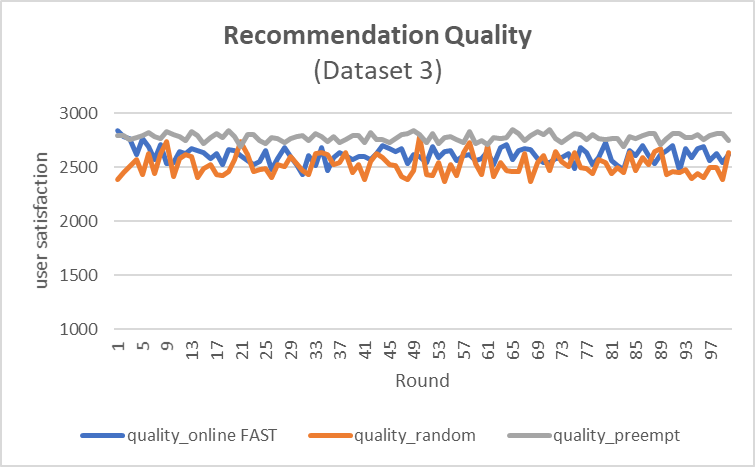 Recommendation Quality
(Dataset 3)
3000
2500
2000
1500
1000
user satisfaction
1 5 9 13 17 21 25 29 33 37 41 45 49 53 57 61 65 69 73 77 81 85 89 93 97
Round
quality_online FAST quality_random quality_preempt